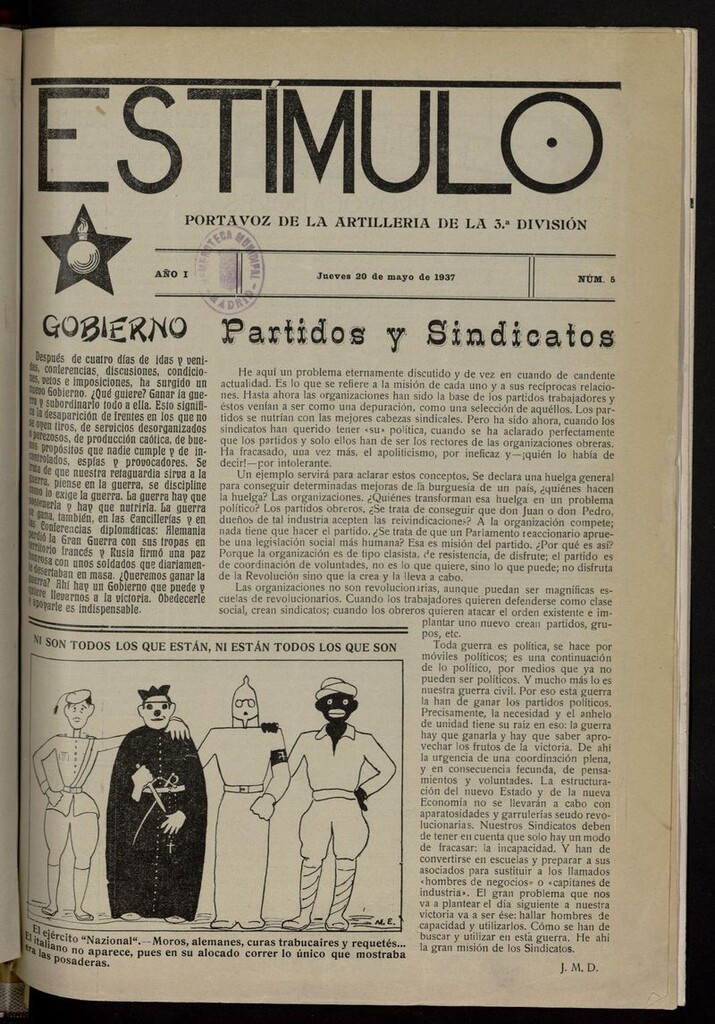 ESTÍMULO
PORTAVOZ DE LA ARTILLERIA DE LA 3.ª DIVISIÓN
AÑO I
HEMEROTECA MUNICIPAL
MADRID
Jueves 20 de mayo de 1937
NÚM. 5
GOBIERNO
Después de cuatro días de idas y veni-
das, conferencias, discusiones, condicio-
nes, vetos e imposiciones, ha surgido un
nuevo Gobierno. ¿Qué quiere? Ganar la gue-
rra y subordinarlo todo a ella. Esto signifi-
ca la desaparición de frentes en los que no
se oyen tiros, de servicios desorganizados
o perezosos, de producción caótica, de bue-
nos propósitos que nadie cumple y de in-
controlados, espías y provocadores. Se
trata de que nuestra retaguardia sirva a la
guerra, piense en la guerra, se discipline
como lo exige la guerra. La guerra hay que
sostenerla y hay que nutrirla. La guerra
se gana, también, en las Cancillerías y en
las Conferencias diplomáticas: Alemania
perdió la Gran Guerra con sus tropas en
territorio francés y Rusia firmó una paz
honrosa con unos soldados que diariamen-
te desertaban en masa. ¿Queremos ganar la
guerra? Ahí hay un Gobierno que puede y
quiere llevarnos a la victoria. Obedecerle
y apoyarle es indispensable.
Partidos y Sindicatos
He aquí un problema eternamente discutido y de vez en cuando de candente
actualidad. Es lo que se refiere a la misión de cada uno y a sus recíprocas relacio-
nes. Hasta ahora las organizaciones han sido la base de los partidos trabajadores y
éstos venían a ser como una depuración, como una selección de aquéllos. Los par-
tidos se nutrían con las mejores cabezas sindicales. Pero ha sido ahora, cuando los
sindicatos han querido tener «su» política, cuando se ha aclarado perfectamente
que los partidos y solo ellos han de ser los rectores de las organizaciones obreras.
Ha fracasado, una vez más, el apoliticismo, por ineficaz y—¡quién lo había de
decir!—por intolerante.
Un ejemplo servirá para aclarar estos conceptos. Se declara una huelga general
para conseguir determinadas mejoras de la burguesía de un país, ¿quiénes hacen
la huelga? Las organizaciones. ¿Quiénes transforman esa huelga en un problema
político? Los partidos obreros. ¿Se trata de conseguir que don Juan o don Pedro,
dueños de tal industria acepten las reivindicaciones? A la organización compete;
nada tiene que hacer el partido. ¿Se trata de que un Parlamento reaccionario aprue-
be una legislación social más humana? Esa es misión del partido. ¿Por qué es así?
Porque la organización es de tipo clasista, de resistencia, de disfrute; el partido es
de coordinación de voluntades, no es lo que quiere, sino lo que puede; no disfruta
de la Revolución sino que la crea y la lleva a cabo.
Las organizaciones no son revolucionarias, aunque puedan ser magníficas es-
cuelas de revolucionarios. Cuando los trabajadores quieren defenderse como clase
social, crean sindicatos; cuando los obreros quieren atacar el orden existente e im-
plantar uno nuevo crean partidos, gru-
pos, etc.
Toda guerra es política, se hace por
móviles políticos; es una continuación
de lo político, por medios que ya no
pueden ser políticos. Y mucho más lo es
nuestra guerra civil. Por eso esta guerra
la han de ganar los partidos políticos.
Precisamente, la necesidad y el anhelo
de unidad tiene su raíz en eso: la guerra
hay que ganarla y hay que saber apro-
vechar los frutos de la victoria. De ahí
la urgencia de una coordinación plena,
y en consecuencia fecunda, de pensa-
mientos y voluntades. La estructura-
ción del nuevo Estado y de la nueva
Economía no se llevarán a cabo con
aparatosidades y garrulerías seudo revo-
lucionarias. Nuestros Sindicatos deben
de tener en cuenta que solo hay un modo
de fracasar: la incapacidad. Y han de
convertirse en escuelas y preparar a sus
asociados para sustituir a los llamados
«hombres de negocios» o «capitanes de
industria». El gran problema que nos
va a plantear el día siguiente a nuestra
victoria va a ser ése: hallar hombres de
capacidad y utilizarlos. Cómo se han de
buscar y utilizar en esta guerra. He ahí
la gran misión de los Sindicatos.
J. M. D.
NI SON TODOS LOS QUE ESTÁN, NI ESTÁN TODOS LOS QUE SON
M.E.
El ejército "Nazional".—Moros, alemanes, curas trabucaires y requetés...
El italiano no aparece, pues en su alocado correr lo único que mostraba
era las posaderas.